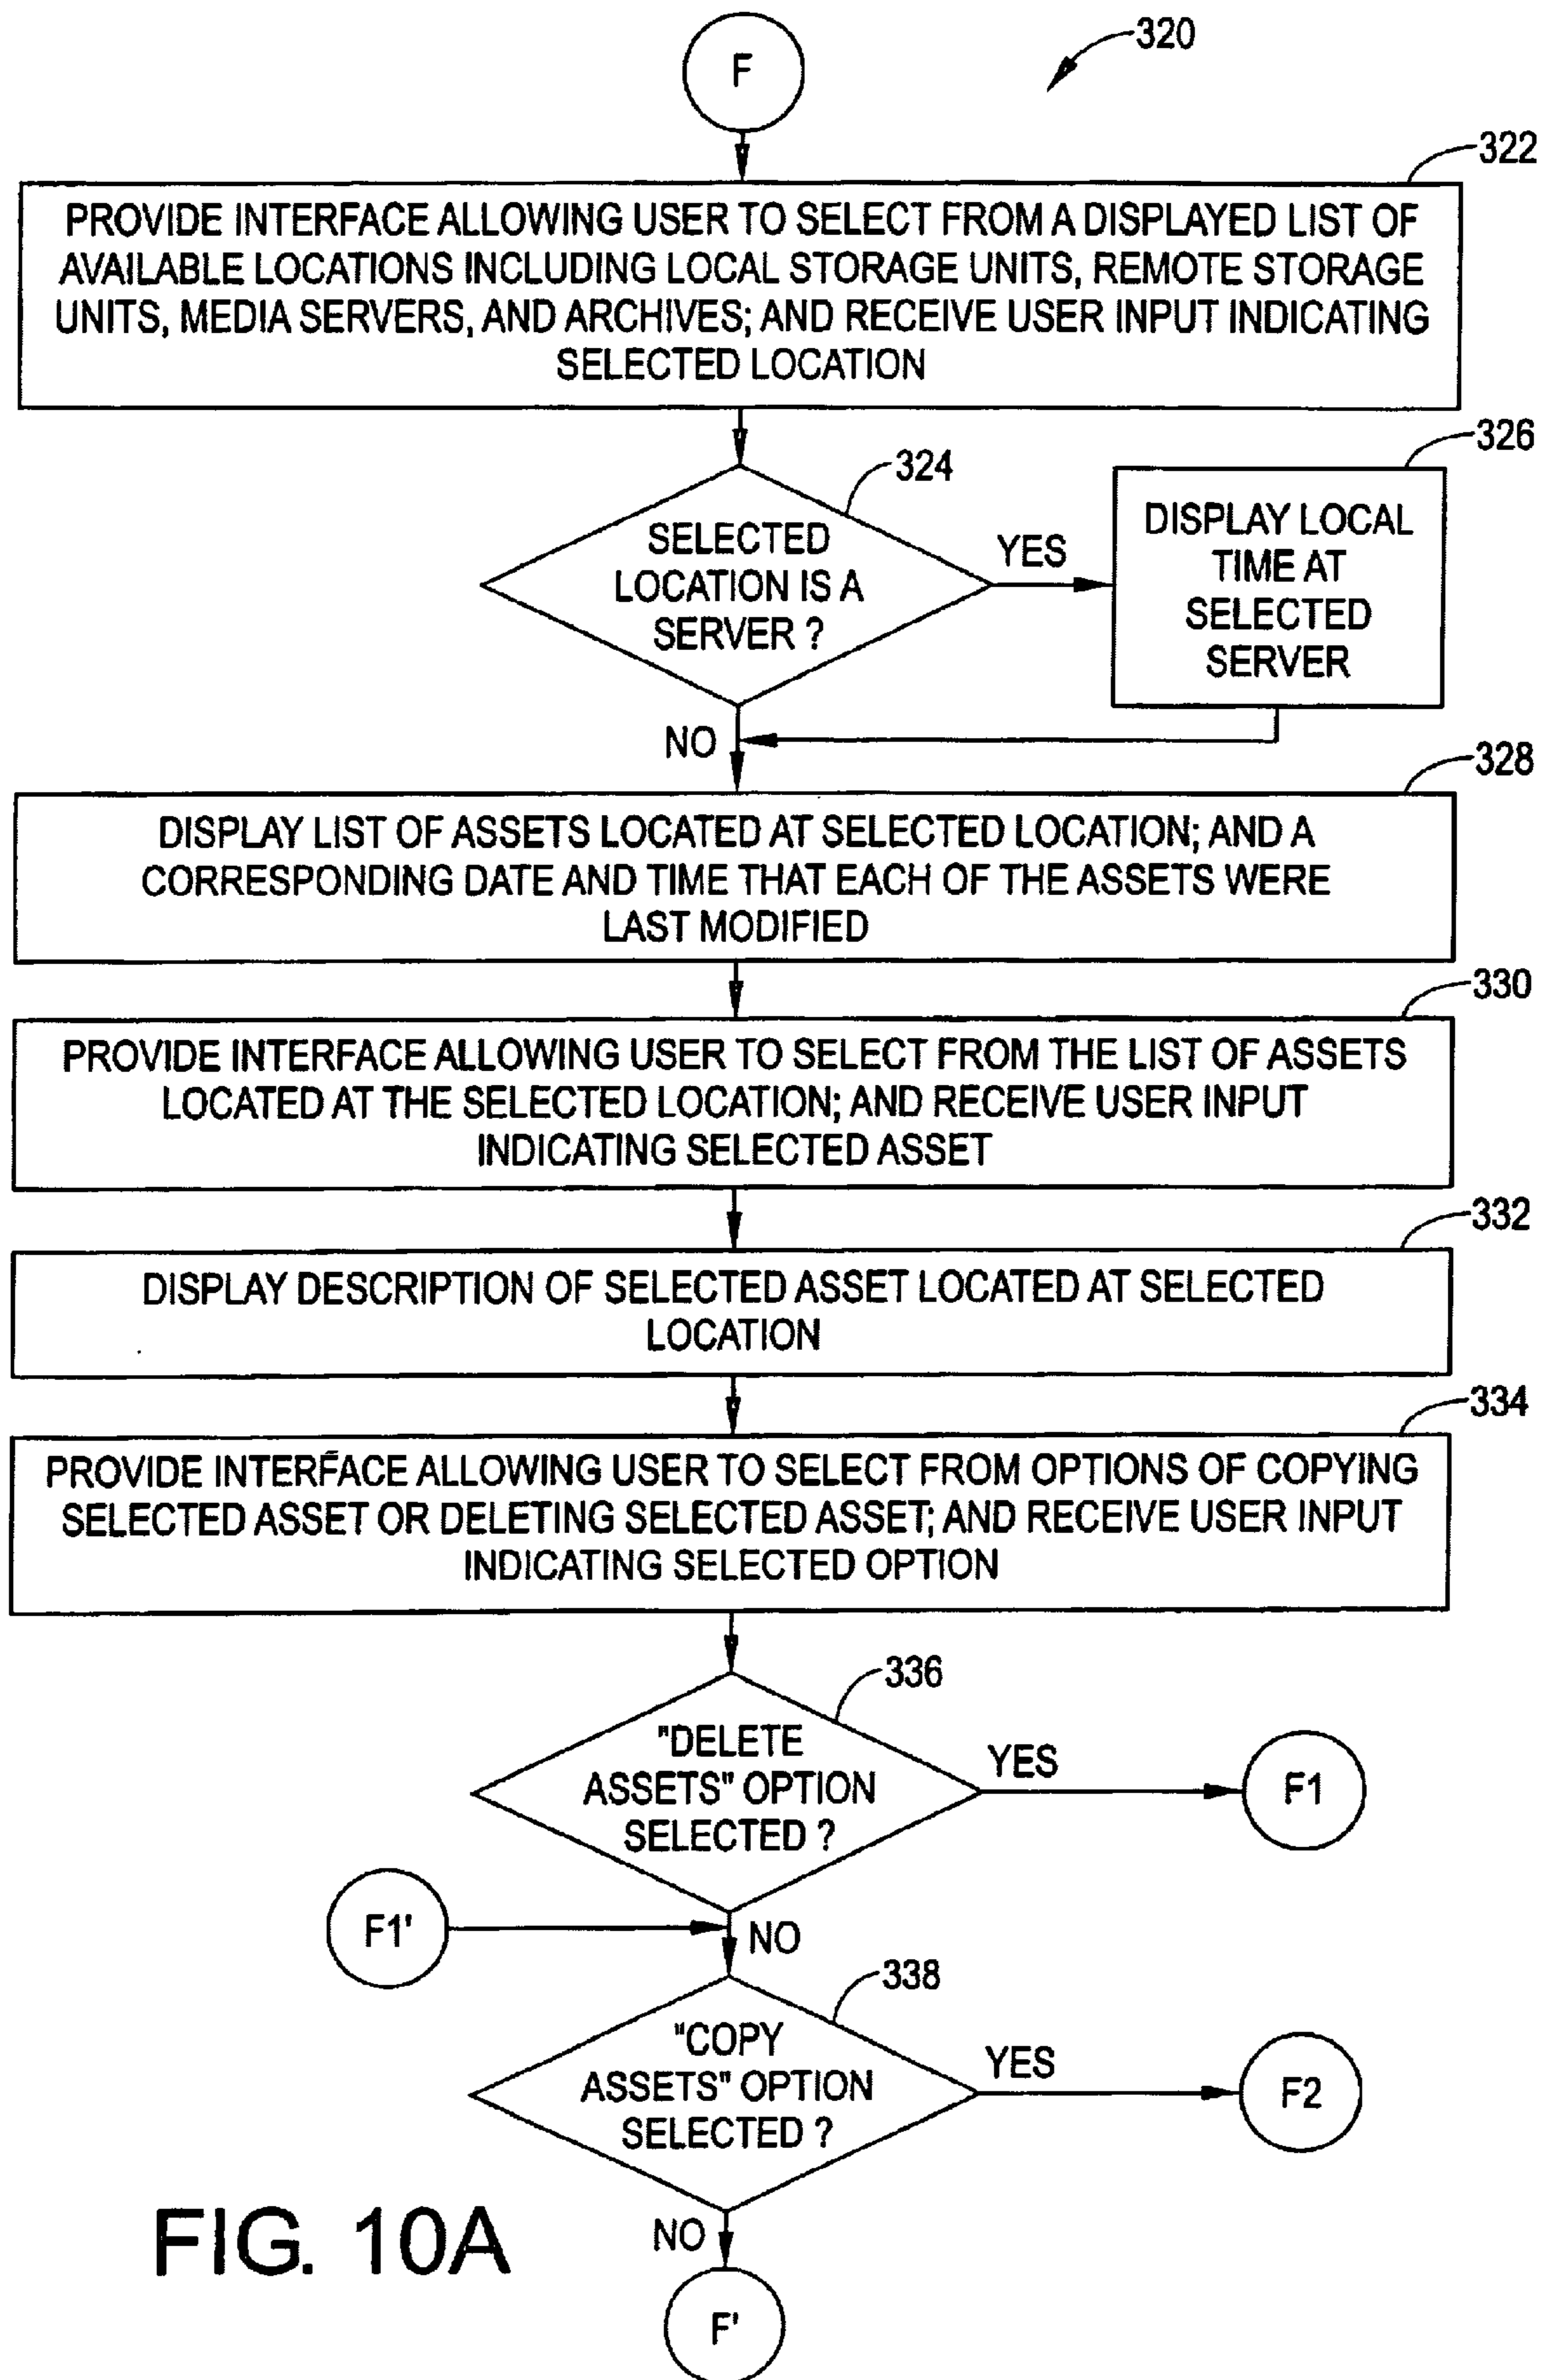 320
F
322
PROVIDE INTERFACE ALLOWING USER TO SELECT FROM A DISPLAYED LIST OF
AVAILABLE LOCATIONS INCLUDING LOCAL STORAGE UNITS, REMOTE STORAGE
UNITS, MEDIA SERVERS, AND ARCHIVES; AND RECEIVE USER INPUT INDICATING
SELECTED LOCATION
324
SELECTED
LOCATION IS A
SERVER ?
YES
326
DISPLAY LOCAL
TIME AT
SELECTED
SERVER
NO
328
DISPLAY LIST OF ASSETS LOCATED AT SELECTED LOCATION; AND A
CORRESPONDING DATE AND TIME THAT EACH OF THE ASSETS WERE
LAST MODIFIED
330
PROVIDE INTERFACE ALLOWING USER TO SELECT FROM THE LIST OF ASSETS
LOCATED AT THE SELECTED LOCATION; AND RECEIVE USER INPUT
INDICATING SELECTED ASSET
332
DISPLAY DESCRIPTION OF SELECTED ASSET LOCATED AT SELECTED
LOCATION
334
PROVIDE INTERFACE ALLOWING USER TO SELECT FROM OPTIONS OF COPYING
SELECTED ASSET OR DELETING SELECTED ASSET; AND RECEIVE USER INPUT
INDICATING SELECTED OPTION
336
"DELETE
ASSETS" OPTION
SELECTED ?
YES
F1
F1'
NO
338
"COPY
ASSETS" OPTION
SELECTED ?
YES
F2
NO
F'
FIG. 10A